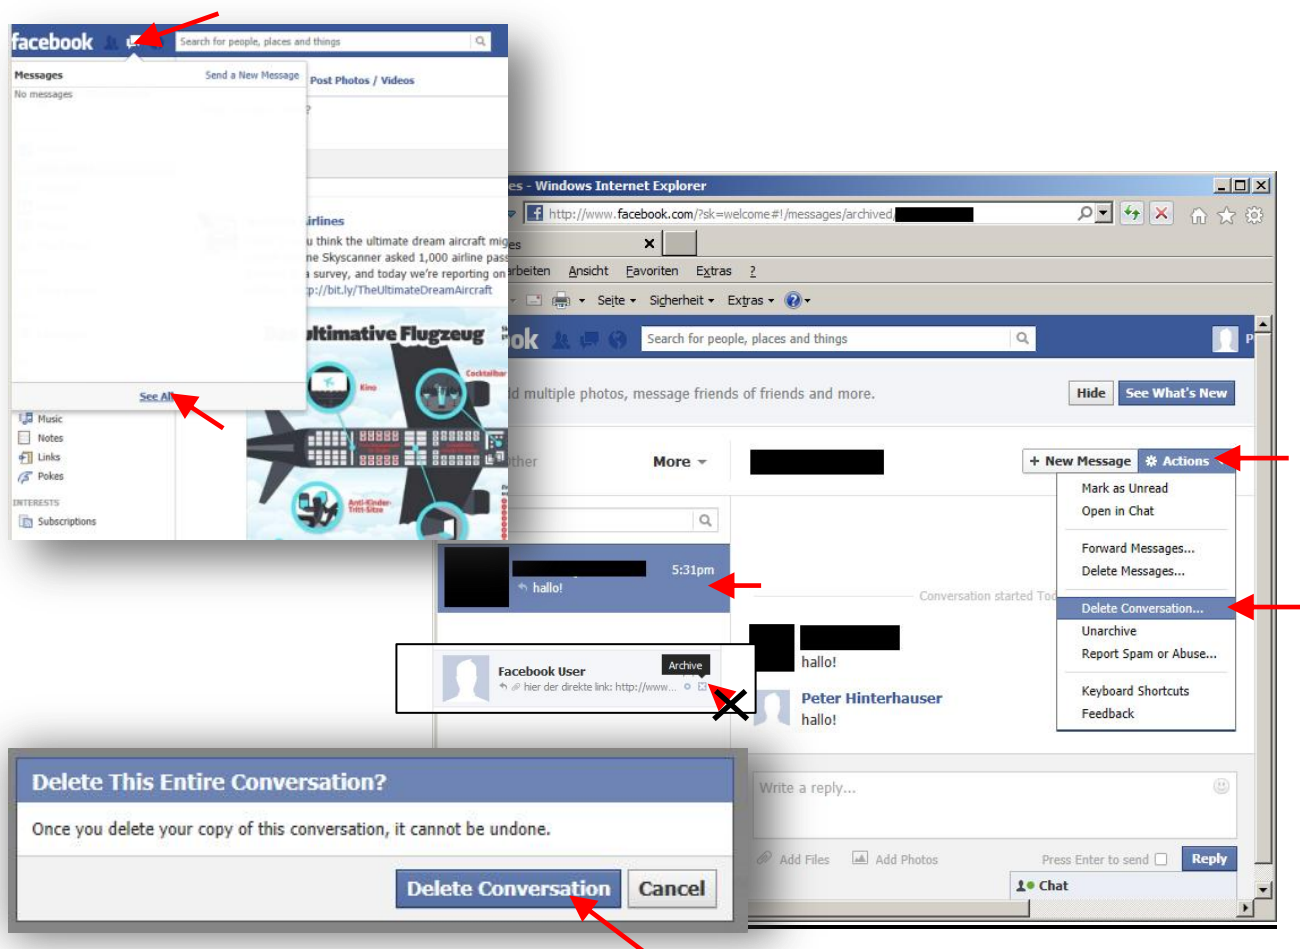 facebook
Search for people, places and things
Messages
Send a New Message
Post Photos / Videos
No messages
?
irlines
u think the ultimate dream aircraft mig
ne Skyscanner asked 1,000 airline pass
a survey, and today we're reporting on
p://bit.ly/TheUltimateDreamAircraft
ultimative Flugzeug
Kino
Cocktailbar
Anti-Kinder-
Tritt-Sitze
See All
Music
Notes
Links
Pokes
INTERESTS
Subscriptions
es - Windows Internet Explorer
http://www.facebook.com/?sk=welcome#!/messages/archived,
es
rbeiten Ansicht Favoriten Extras ?
Seite Sicherheit Extras
ok
Search for people, places and things
P
d multiple photos, message friends of friends and more.
Hide
See What's New
Other
More
+ New Message
Actions
Mark as Unread
Open in Chat
Forward Messages...
Delete Messages...
Delete Conversation...
Unarchive
Report Spam or Abuse...
Keyboard Shortcuts
Feedback
5:31pm
hallo!
Conversation started Tod
Facebook User
Archive
hier der direkte link: http://www...
hallo!
Peter Hinterhauser
hallo!
Write a reply...
Add Files
Add Photos
Press Enter to send
Reply
Chat
Delete This Entire Conversation?
Once you delete your copy of this conversation, it cannot be undone.
Delete Conversation
Cancel